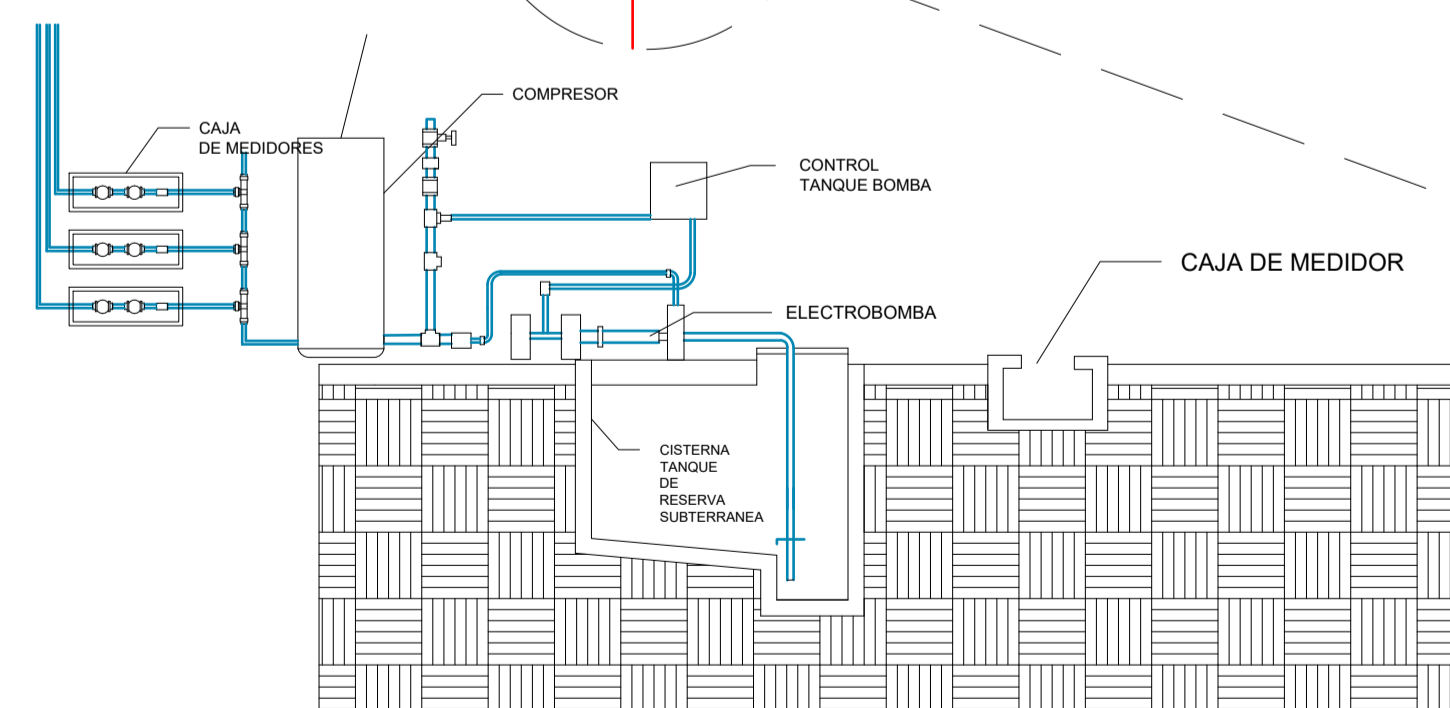 COMPRESOR
CAJA
DE MEDIDORES
CONTROL
TANQUE BOMBA
CAJA DE MEDIDOR
ELECTROBOMBA
CISTERNA
TANQUE
DE
RESERVA
SUBTERRANEA